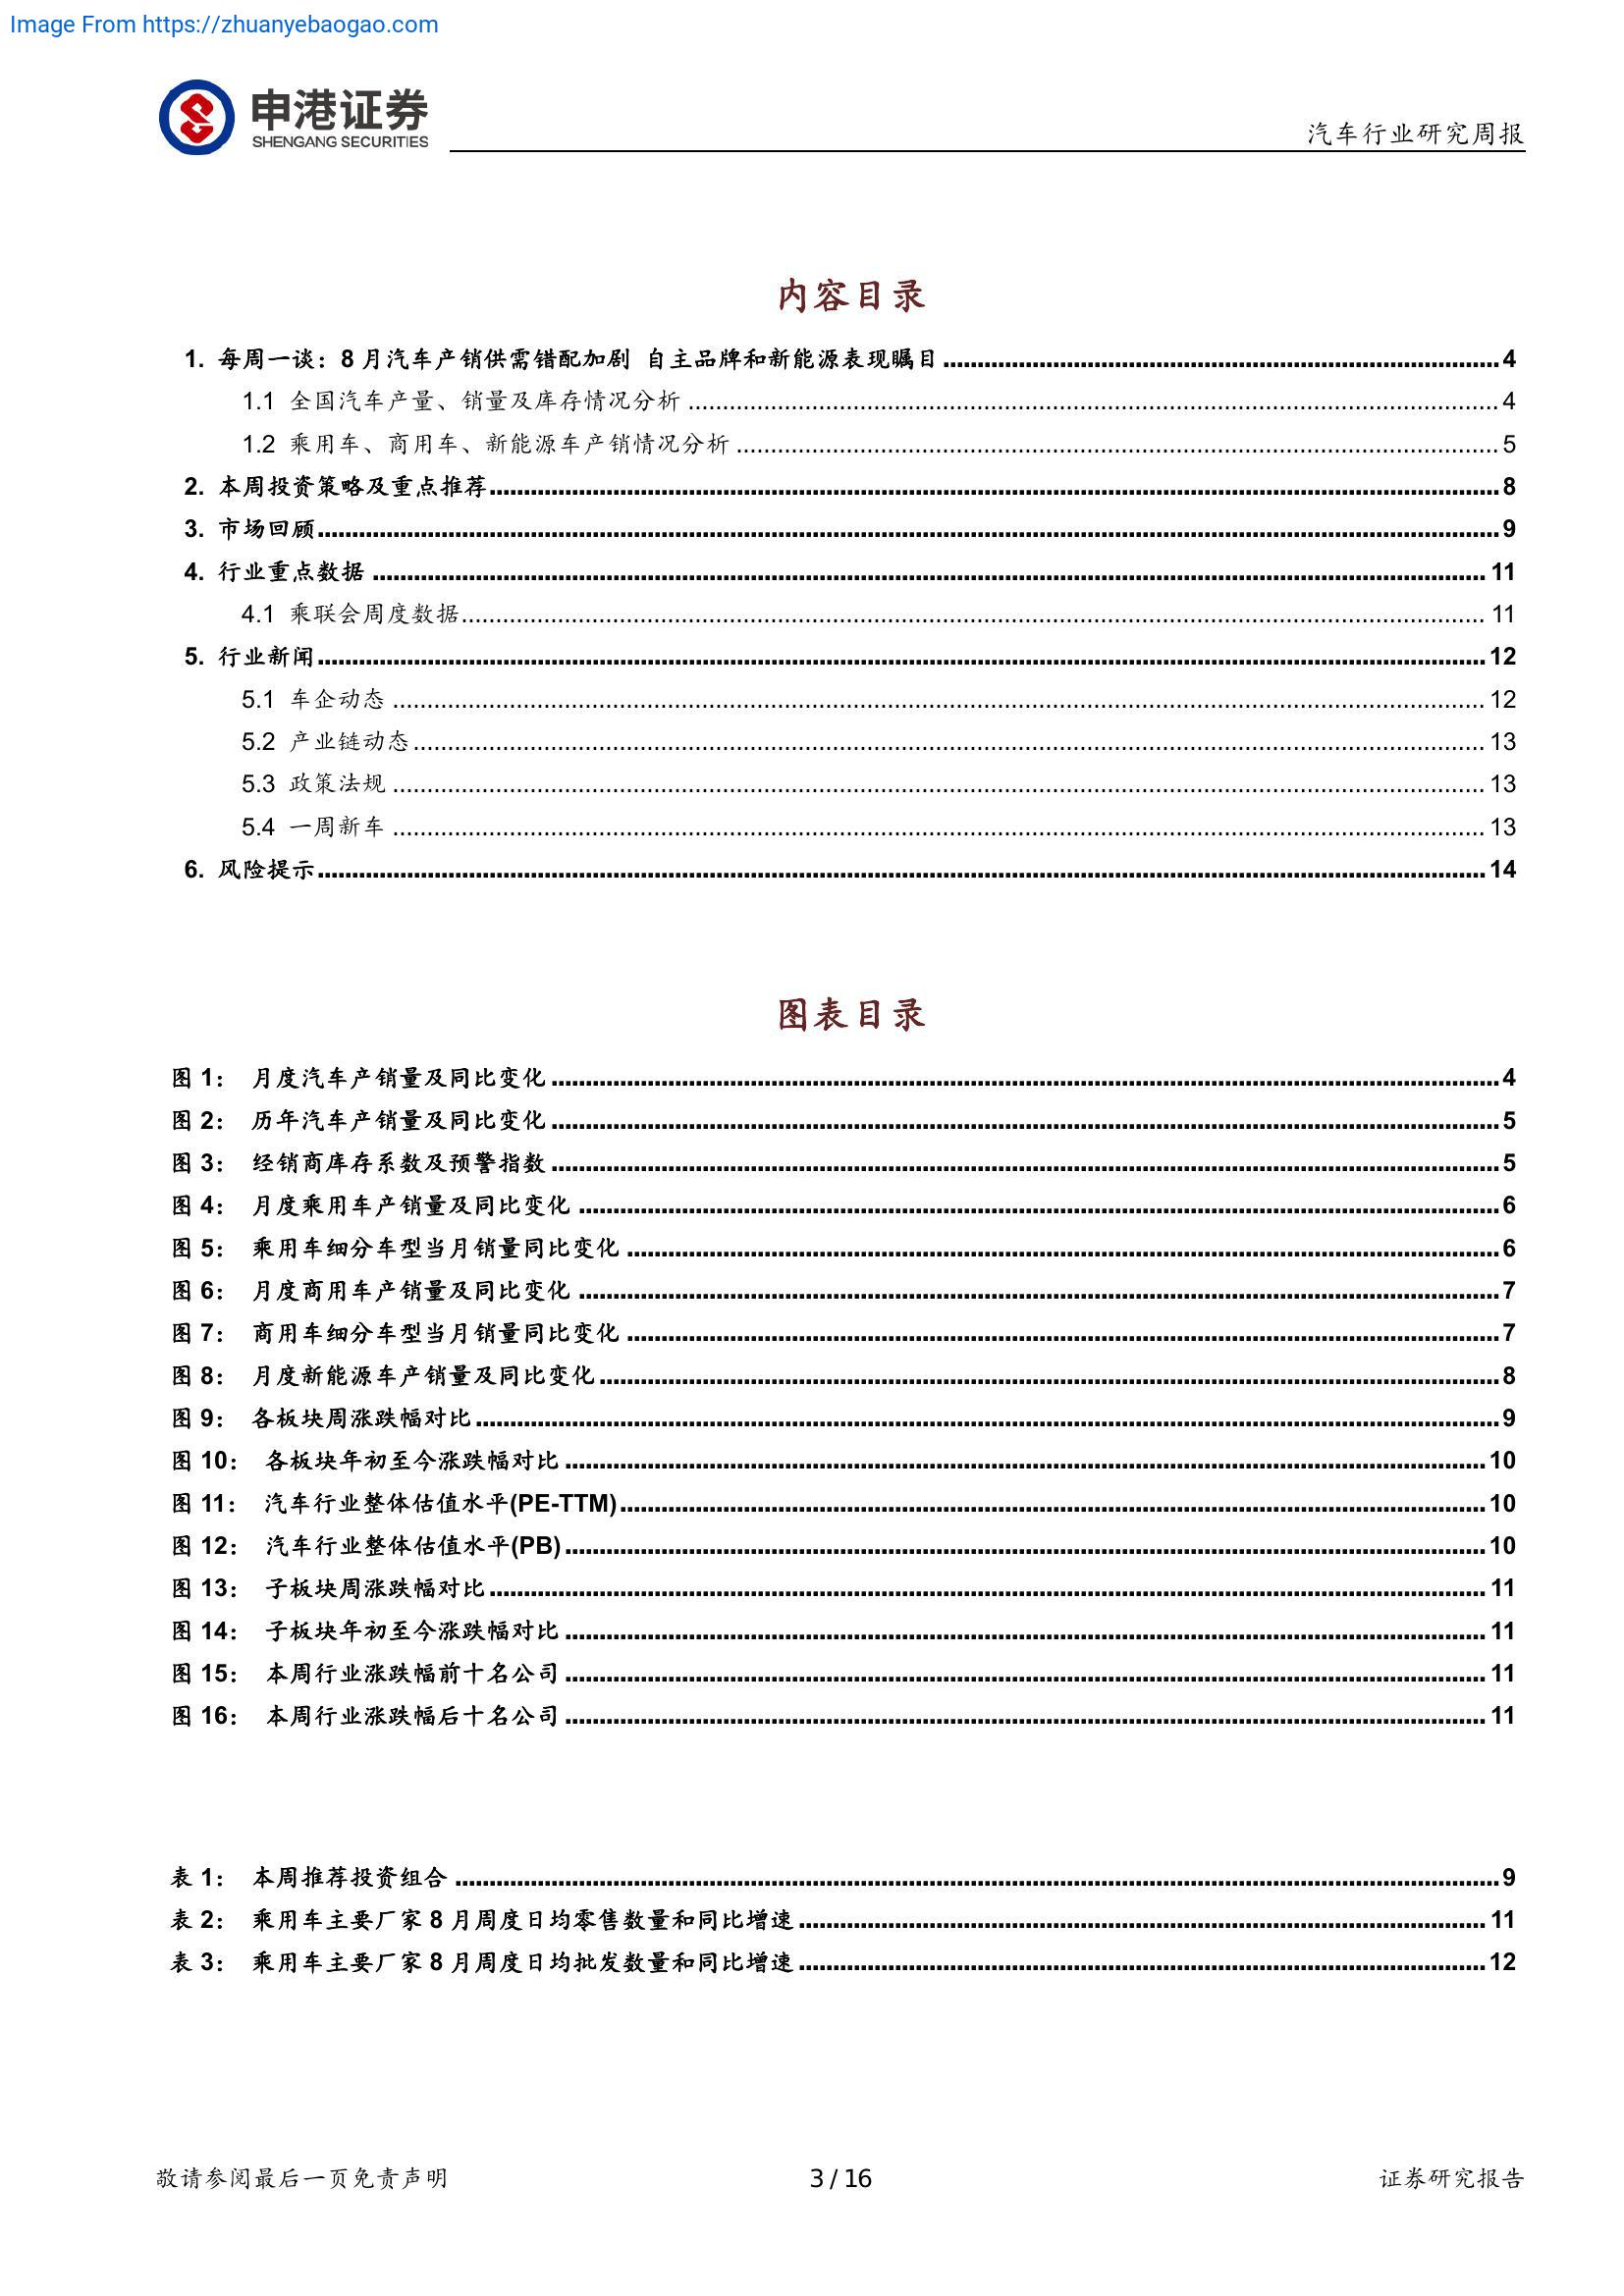 Image From https://zhuanyebaogao.com
申港证券
SHENGANG SECURITIES
汽车行业研究周报
内容目录
1. 每周一谈：8 月汽车产销供需错配加剧 自主品牌和新能源表现瞩目........4
1.1 全国汽车产量、销量及库存情况分析........4
1.2 乘用车、商用车、新能源车产销情况分析........5
2. 本周投资策略及重点推荐........8
3. 市场回顾........9
4. 行业重点数据........11
4.1 乘联会周度数据........11
5. 行业新闻........12
5.1 车企动态........12
5.2 产业链动态........13
5.3 政策法规........13
5.4 一周新车........13
6. 风险提示........14
图表目录
图 1： 月度汽车产销量及同比变化........4
图 2： 历年汽车产销量及同比变化........5
图 3： 经销商库存系数及预警指数........5
图 4： 月度乘用车产销量及同比变化........6
图 5： 乘用车细分车型当月销量同比变化........6
图 6： 月度商用车产销量及同比变化........7
图 7： 商用车细分车型当月销量同比变化........7
图 8： 月度新能源车产销量及同比变化........8
图 9： 各板块周涨跌幅对比........9
图 10： 各板块年初至今涨跌幅对比........10
图 11： 汽车行业整体估值水平(PE-TTM)........10
图 12： 汽车行业整体估值水平(PB)........10
图 13： 子板块周涨跌幅对比........11
图 14： 子板块年初至今涨跌幅对比........11
图 15： 本周行业涨跌幅前十名公司........11
图 16： 本周行业涨跌幅后十名公司........11
表 1： 本周推荐投资组合........9
表 2： 乘用车主要厂家 8 月周度日均零售数量和同比增速........11
表 3： 乘用车主要厂家 8 月周度日均批发数量和同比增速........12
敬请参阅最后一页免责声明
3 / 16
证券研究报告